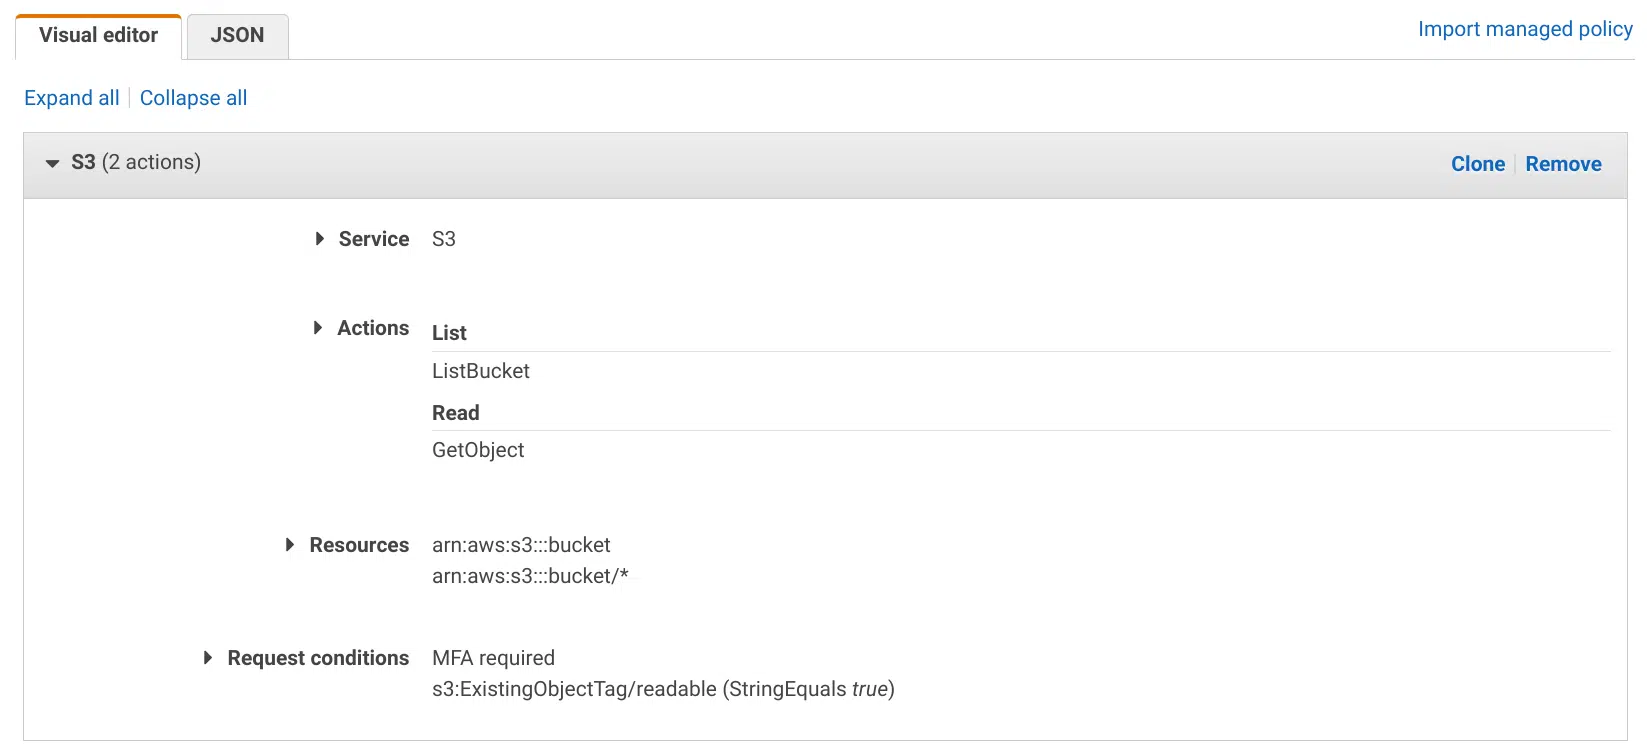 Visual editor JSON Import managed policy
Expand all Collapse all
S3 (2 actions) Clone Remove
Service S3
Actions List
ListBucket
Read
GetObject
Resources arn:aws:s3:::bucket
arn:aws:s3:::bucket/*
Request conditions MFA required
s3:ExistingObjectTag/readable (StringEquals true)